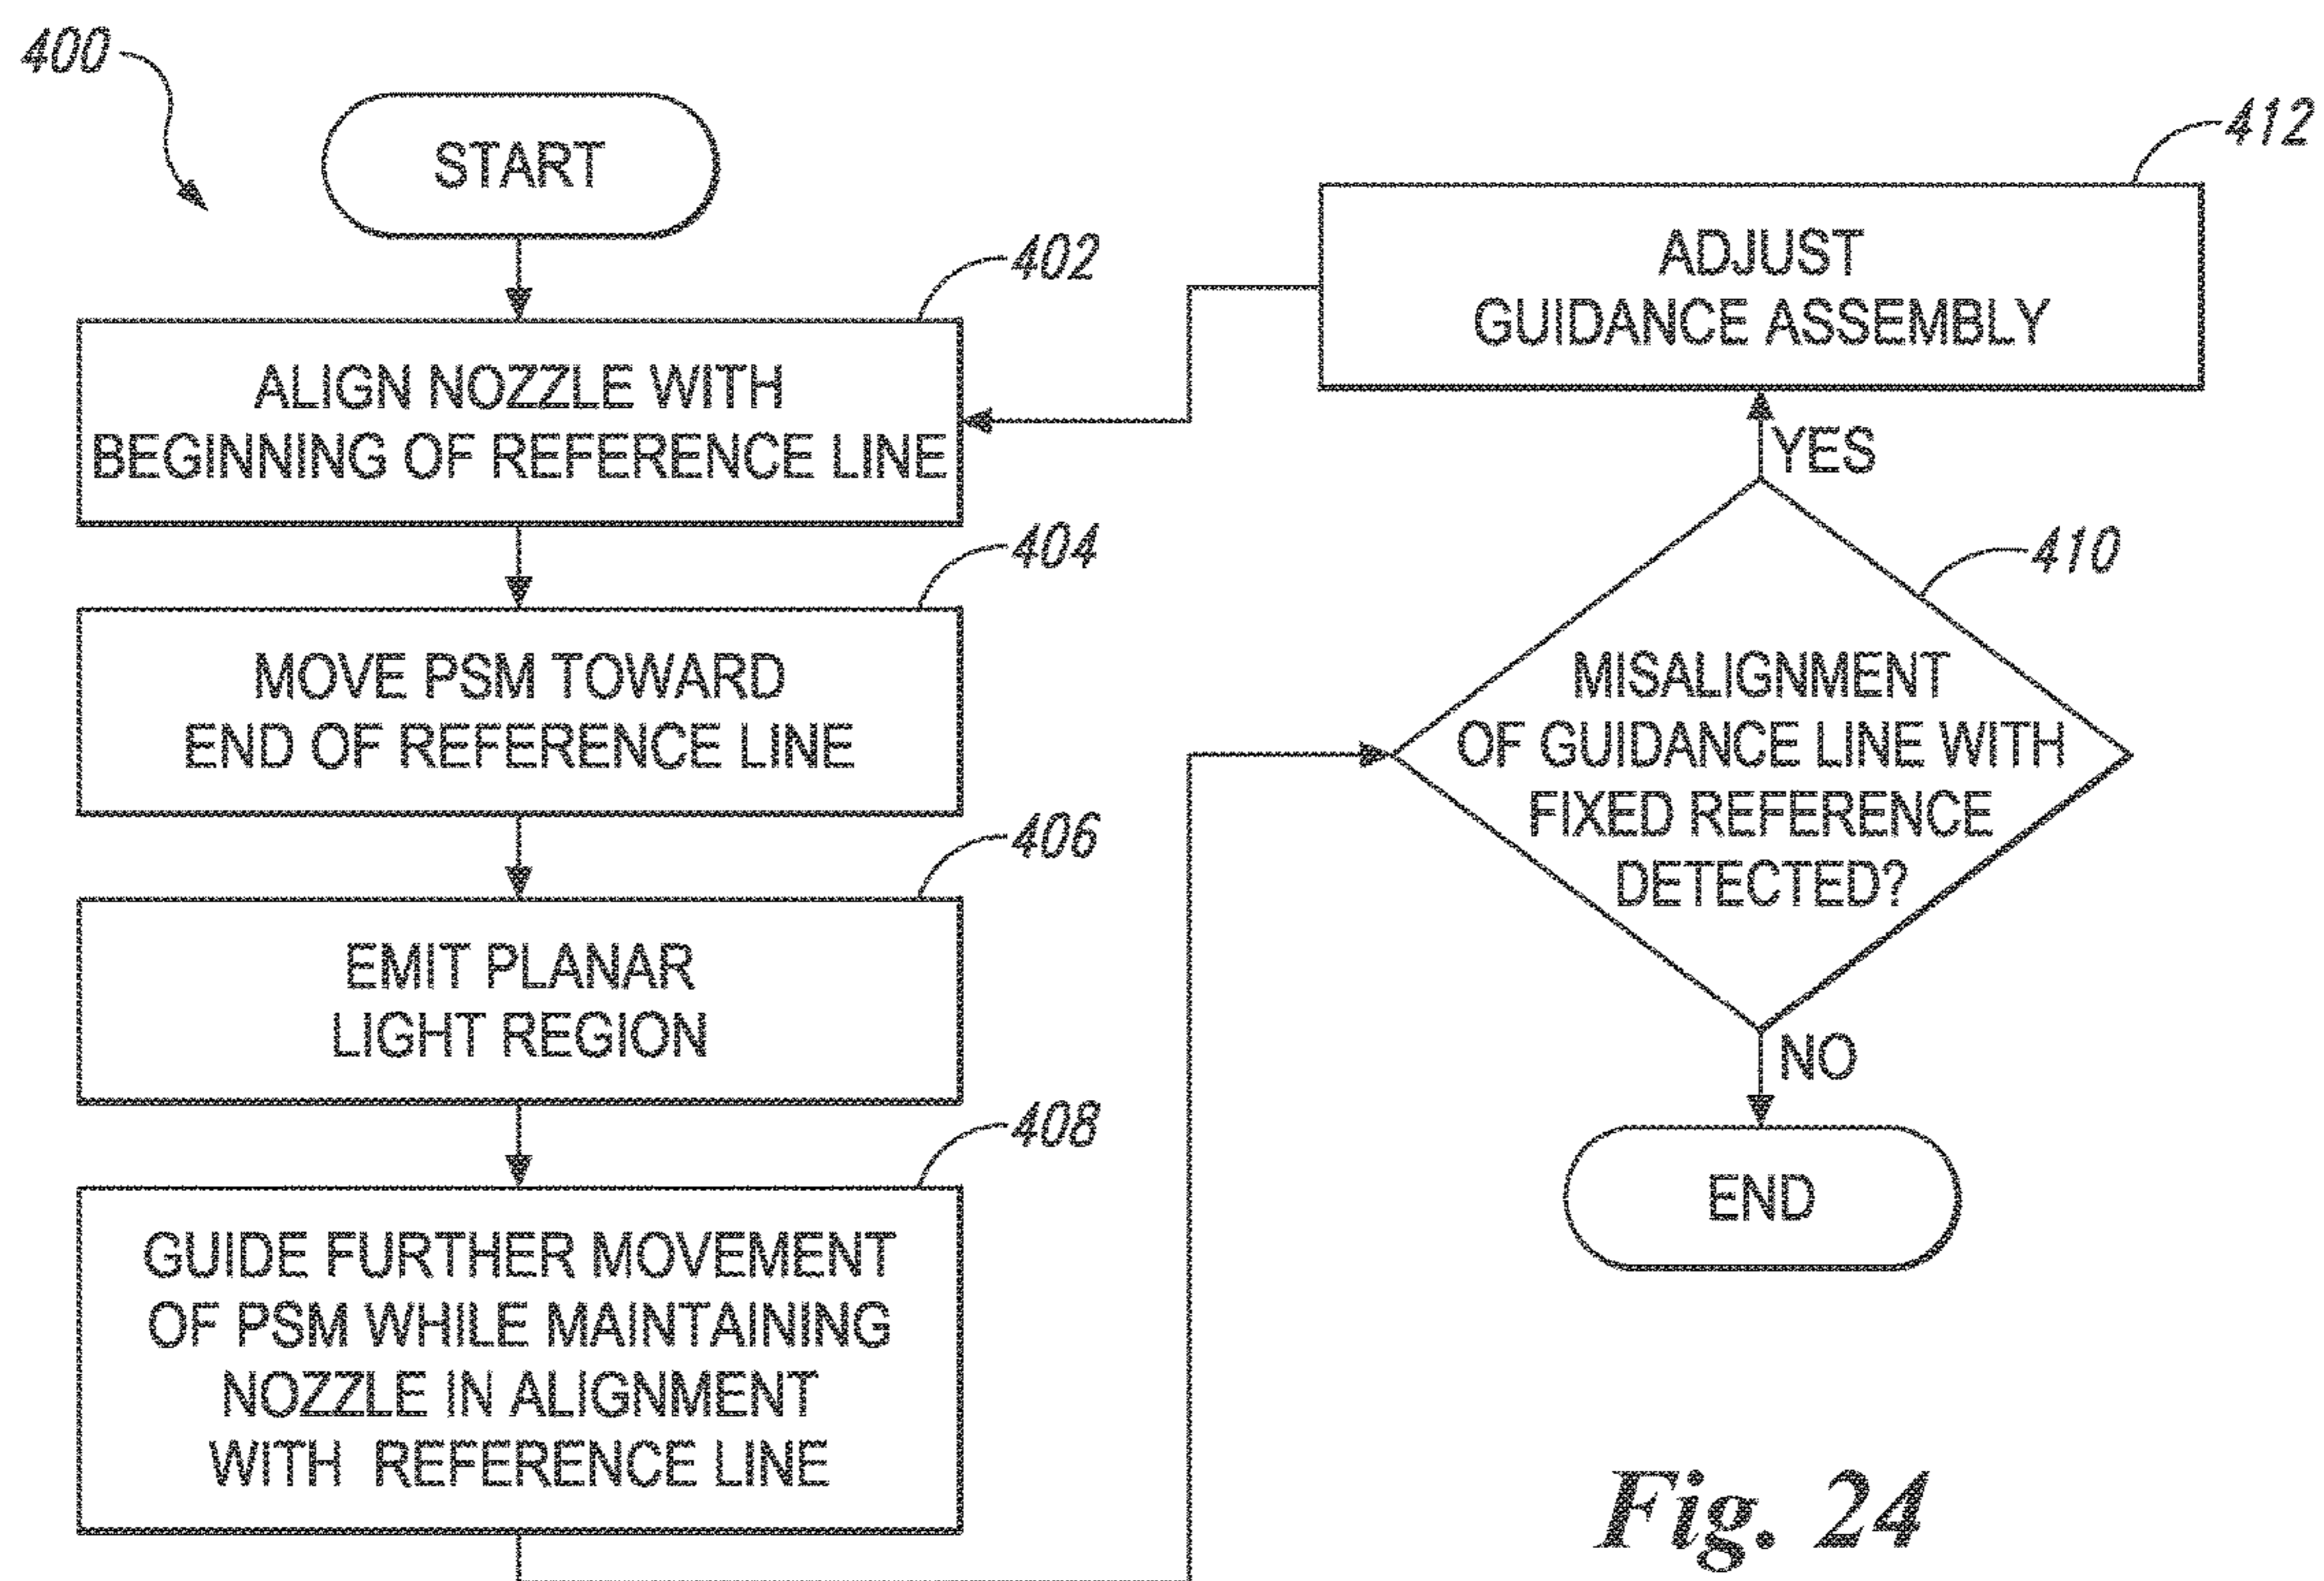 400
START
402
ALIGN NOZZLE WITH
BEGINNING OF REFERENCE LINE
404
MOVE PSM TOWARD
END OF REFERENCE LINE
406
EMIT PLANAR
LIGHT REGION
408
GUIDE FURTHER MOVEMENT
OF PSM WHILE MAINTAINING
NOZZLE IN ALIGNMENT
WITH REFERENCE LINE
412
ADJUST
GUIDANCE ASSEMBLY
YES
410
MISALIGNMENT
OF GUIDANCE LINE WITH
FIXED REFERENCE
DETECTED?
NO
END
Fig. 24